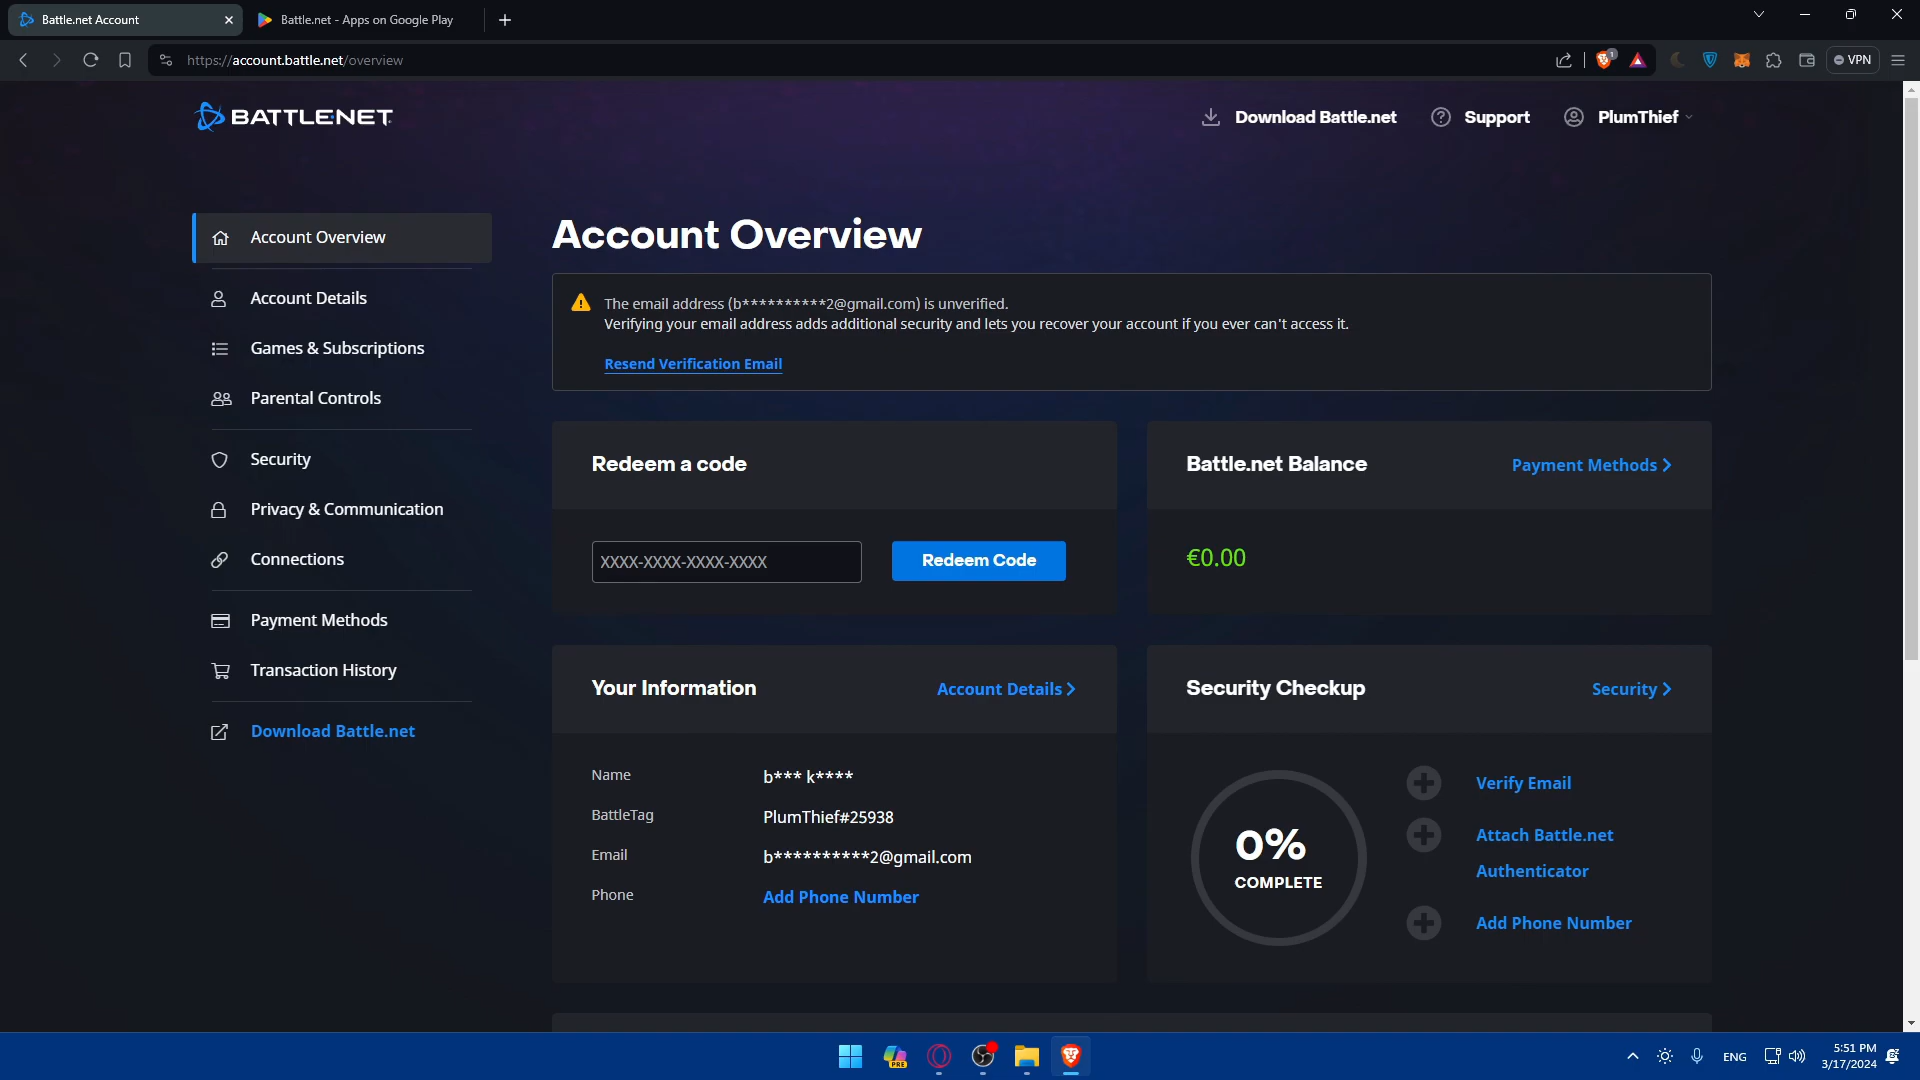 Battle.net Account
Battle.net - Apps on Google Play
https://account.battle.net/overview
1
VPN
BATTLE.NET
Download Battle.net
Support
PlumThief
Account Overview
Account Details
Games & Subscriptions
Parental Controls
Security
Privacy & Communication
Connections
Payment Methods
Transaction History
Download Battle.net
Account Overview
The email address (b**********2@gmail.com) is unverified.
Verifying your email address adds additional security and lets you recover your account if you ever can't access it.
Resend Verification Email
Redeem a code
XXXX-XXXX-XXXX-XXXX
Redeem Code
Battle.net Balance
Payment Methods
€0.00
Your Information
Account Details
Name b*** k****
BattleTag PlumThief#25938
Email b**********2@gmail.com
Phone Add Phone Number
Security Checkup
Security
0%
COMPLETE
Verify Email
Attach Battle.net
Authenticator
Add Phone Number
PRE
ENG
5:51 PM
3/17/2024